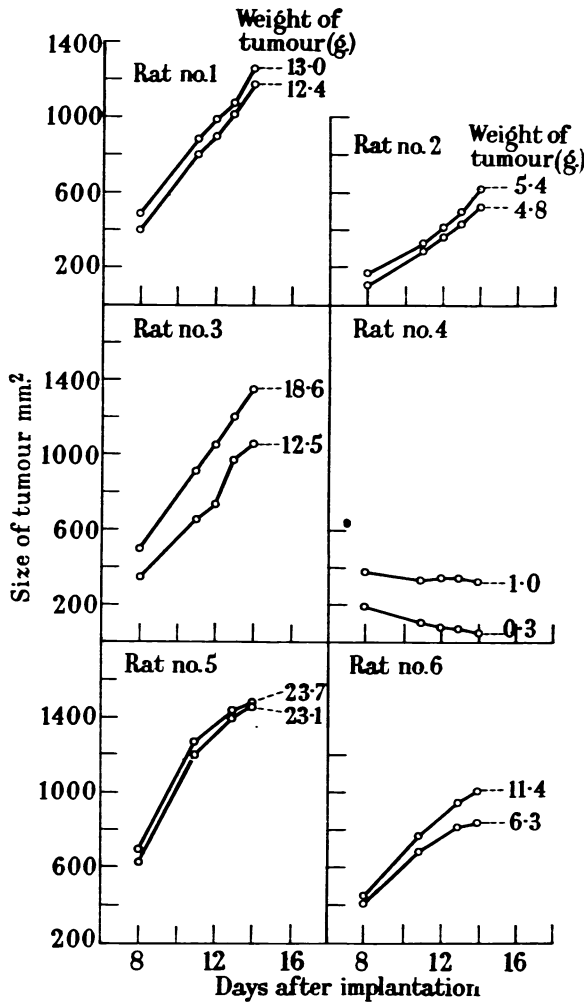 Weight of
tumour(g.)
1400
Rat no.1
13·0
12·4
1000
600
200
Rat no. 2
Weight of
tumour(g.)
5·4
4·8
Rat no.3
1400
18·6
1000
12·5
600
200
Rat no.4
1·0
0·3
Size of tumour mm.²
Rat no.5
23·7
1400
23·1
1000
600
200
Rat no.6
11·4
6·3
8 12 16 8 12 16
Days after implantation